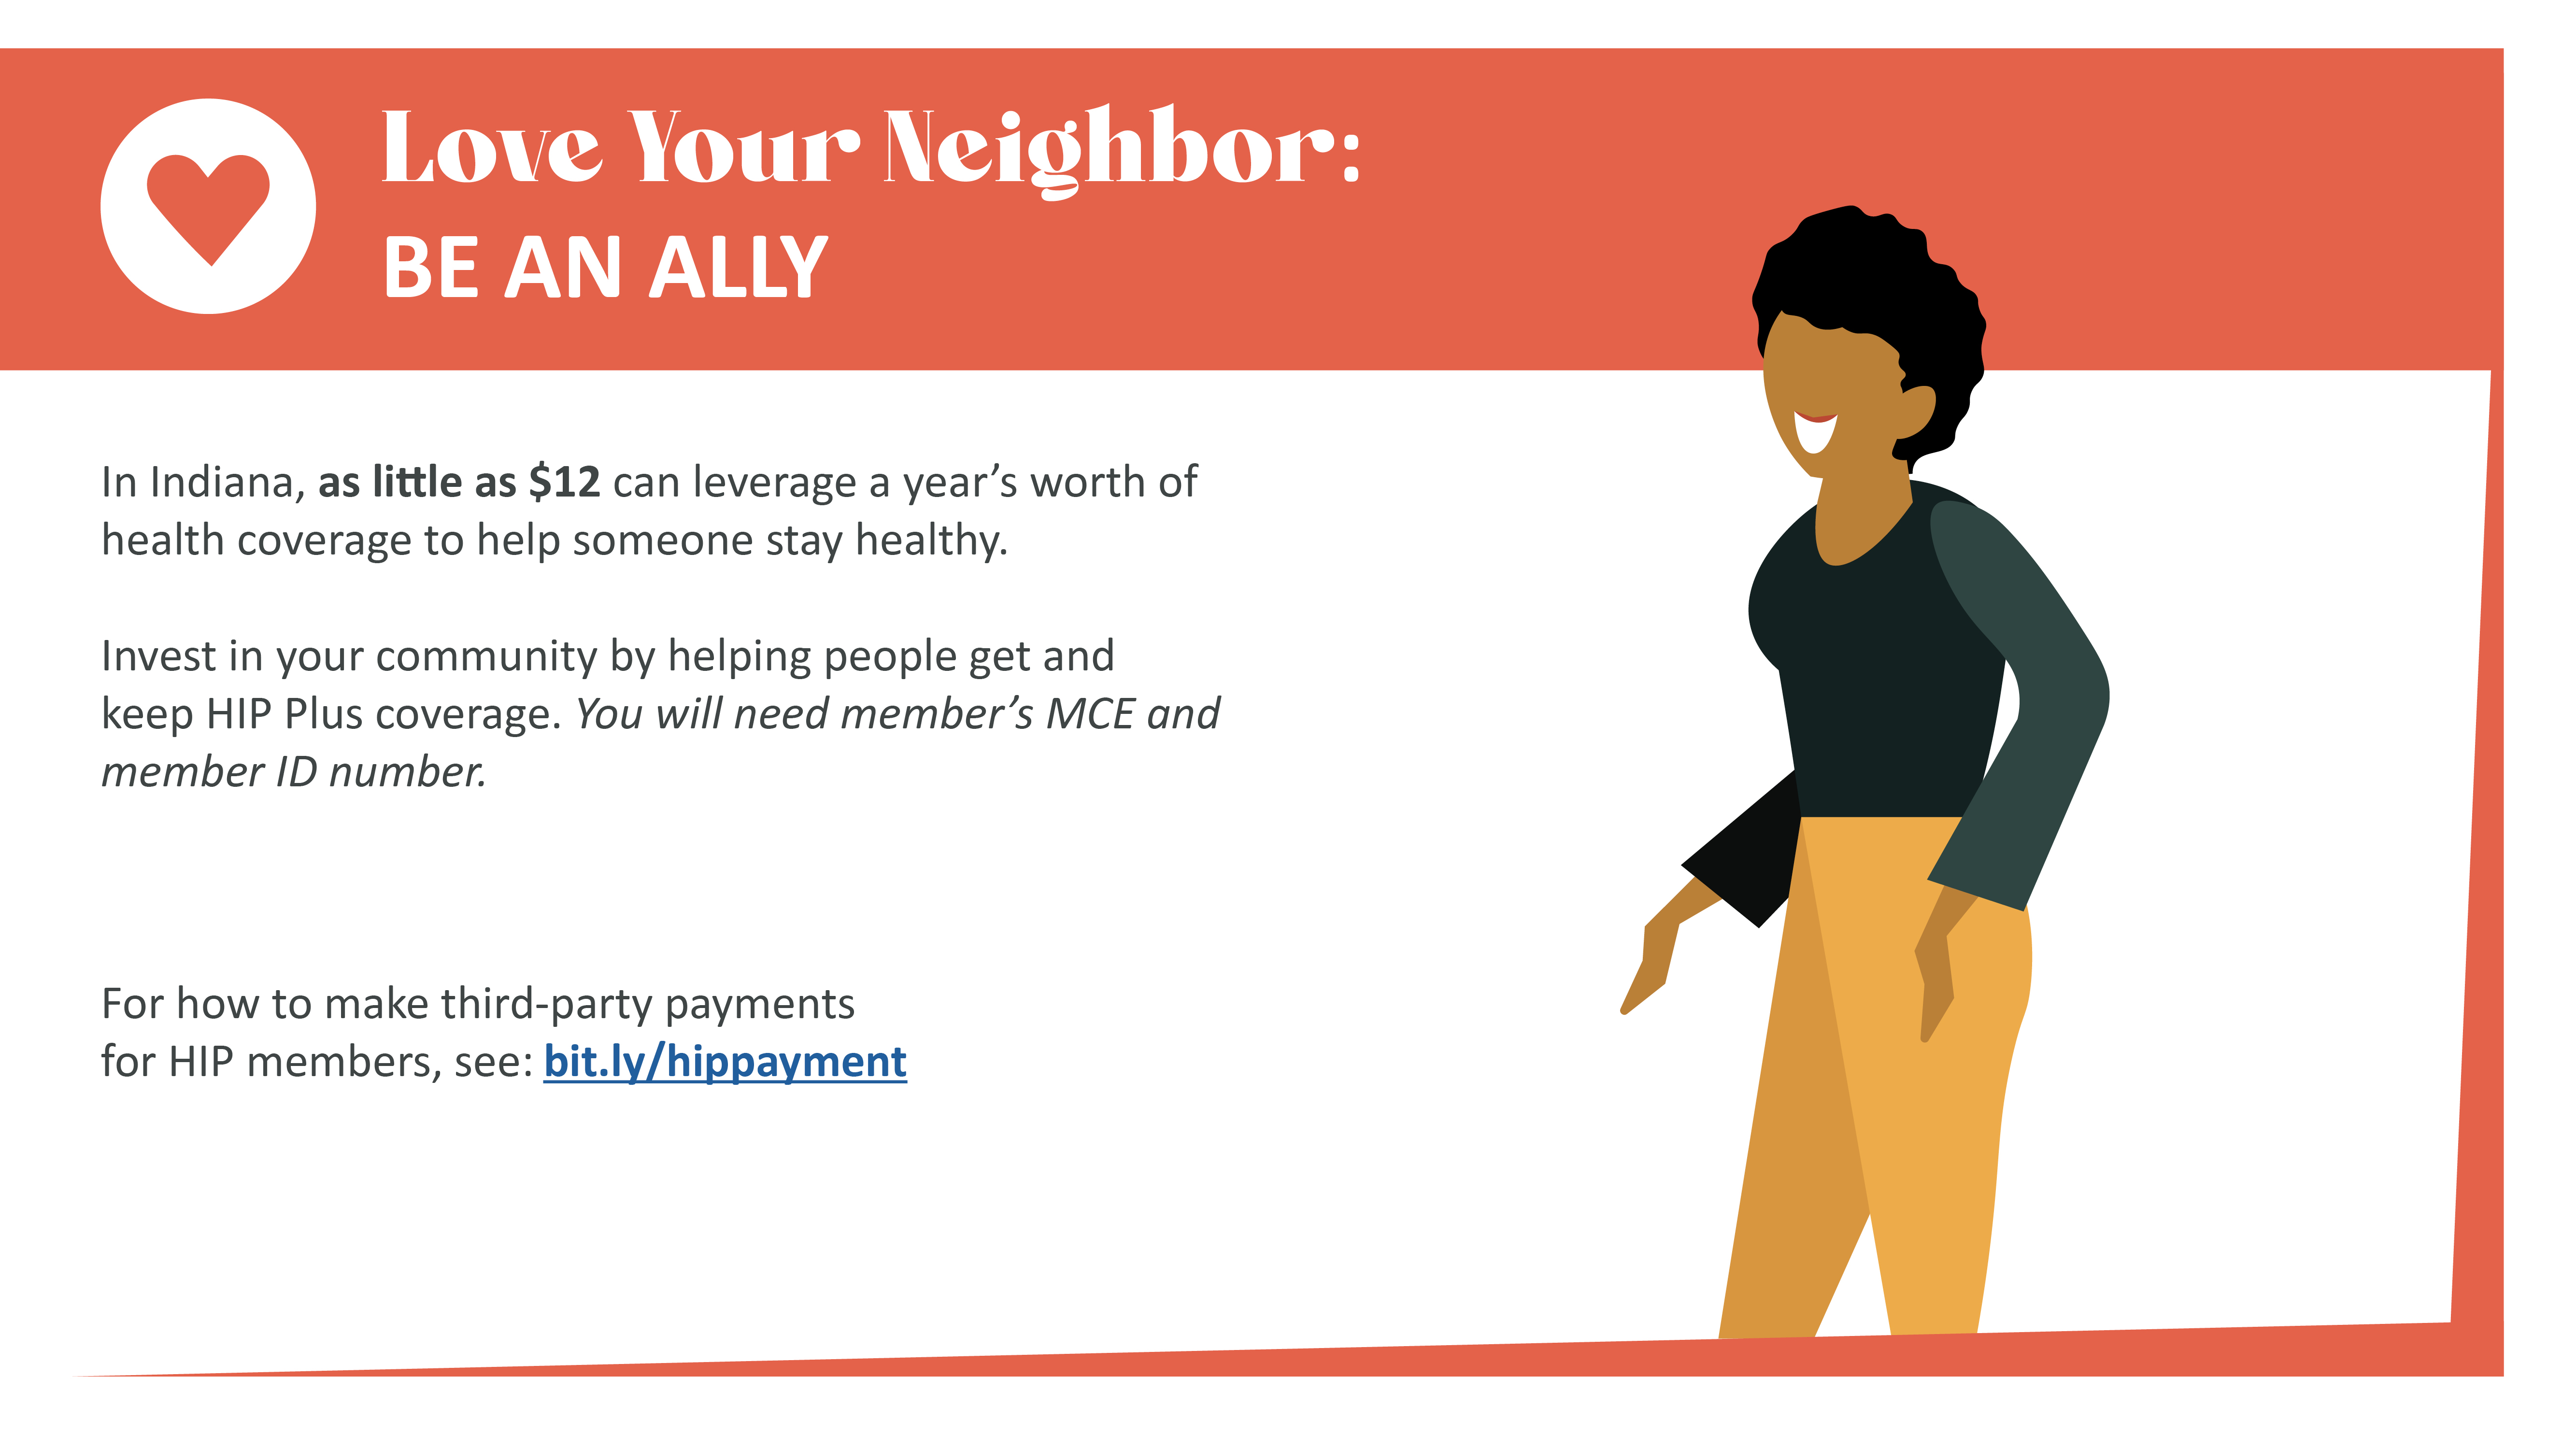 Love Your Neighbor:
BE AN ALLY
In Indiana, as little as $12 can leverage a year’s worth of
health coverage to help someone stay healthy.
Invest in your community by helping people get and
keep HIP Plus coverage. You will need member’s MCE and
member ID number.
For how to make third-party payments
for HIP members, see: bit.ly/hippayment